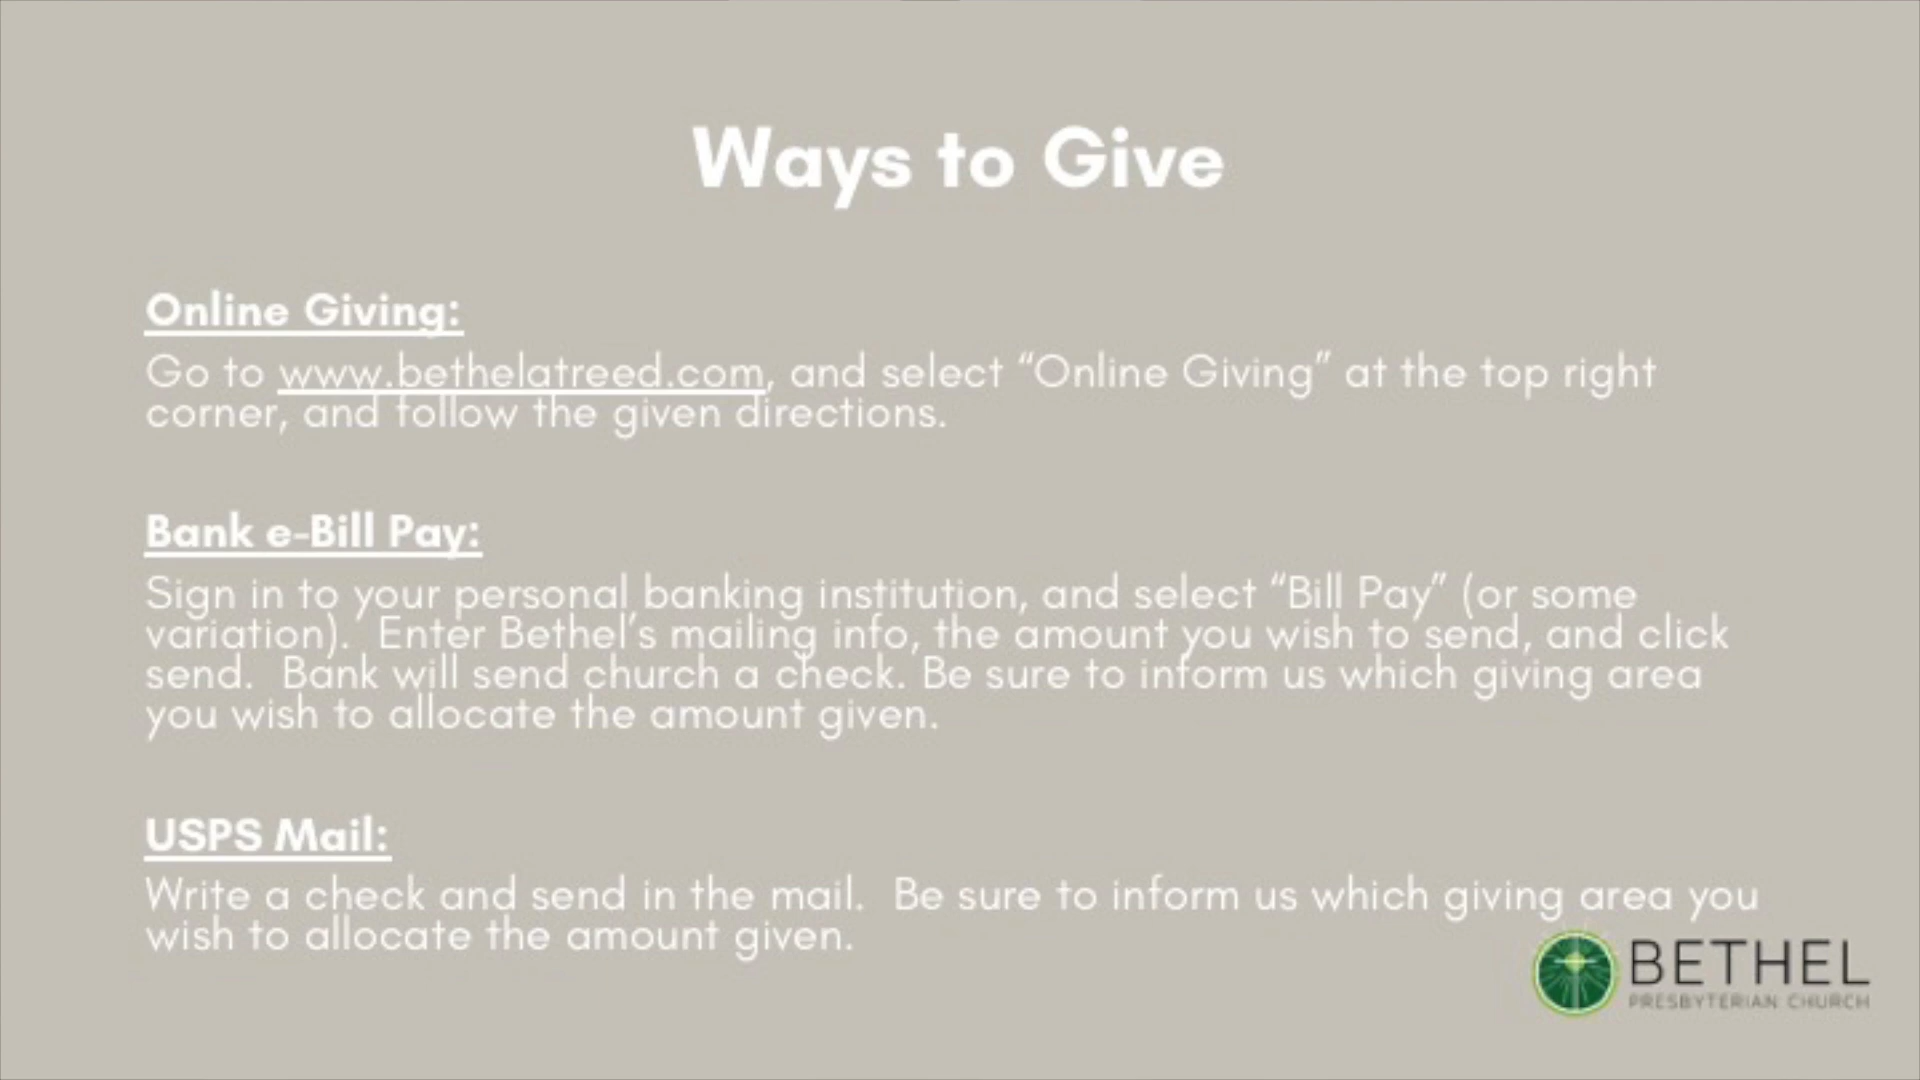 Ways to Give
Online Giving:
Go to www.bethelatreed.com, and select “Online Giving” at the top right
corner, and follow the given directions.
Bank e-Bill Pay:
Sign in to your personal banking institution, and select “Bill Pay” (or some
variation).  Enter Bethel’s mailing info, the amount you wish to send, and click
send.  Bank will send church a check. Be sure to inform us which giving area
you wish to allocate the amount given.
USPS Mail:
Write a check and send in the mail.  Be sure to inform us which giving area you
wish to allocate the amount given.
BETHEL
PRESBYTERIAN CHURCH